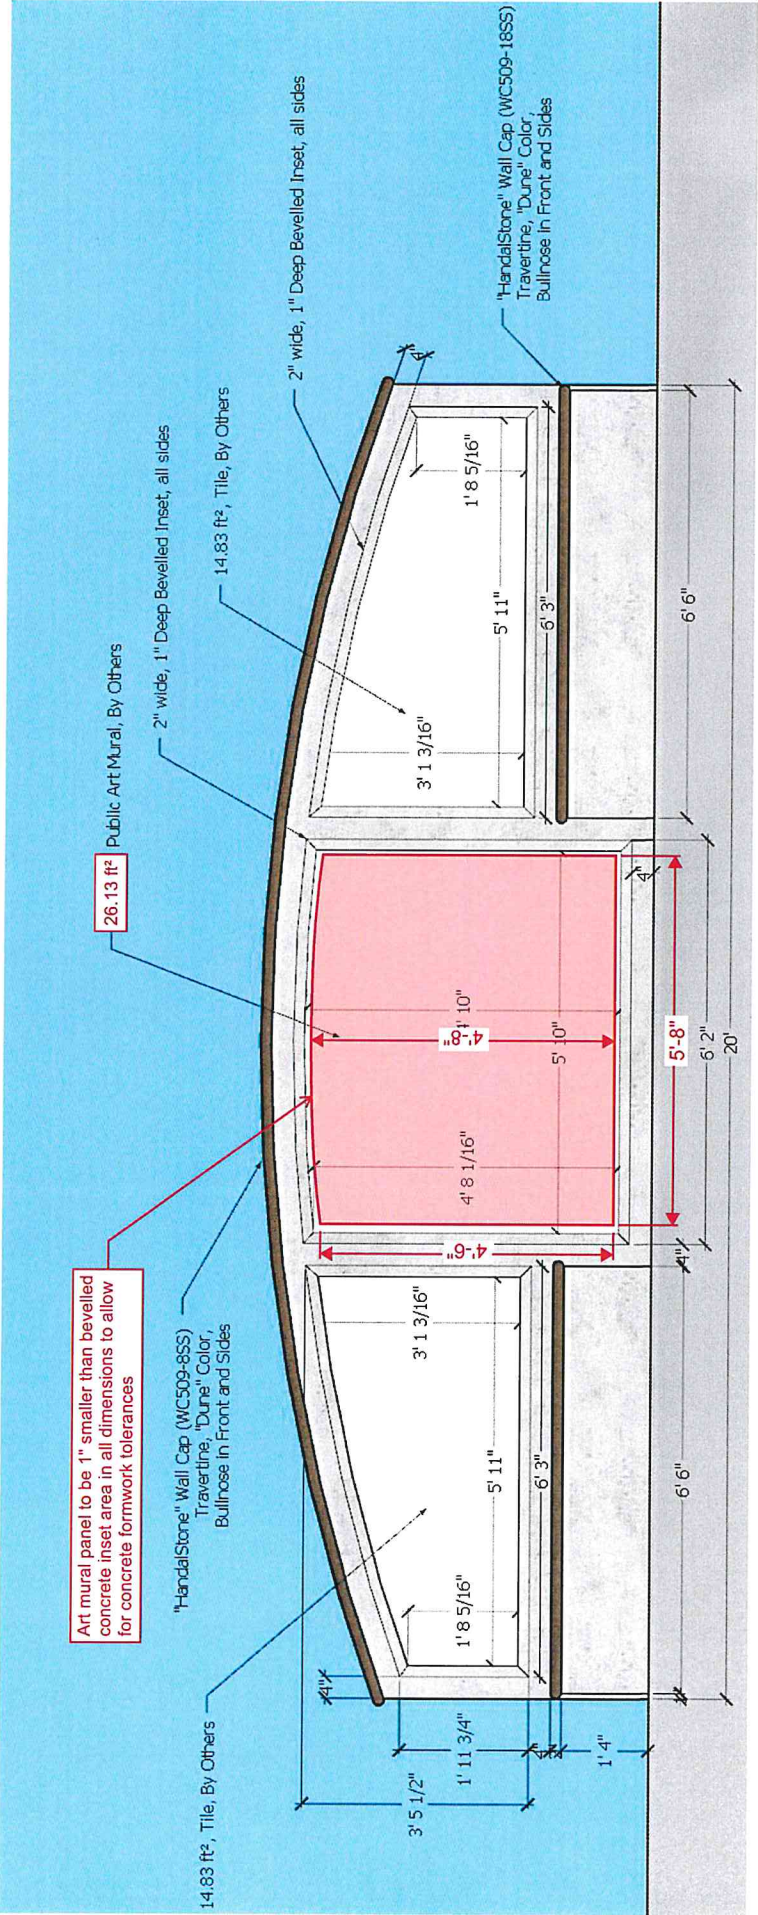 Art mural panel to be 1" smaller than bevelled
concrete inset area in all dimensions to allow
for concrete formwork tolerances
26.13 ft² Public Art Mural, By Others
2" wide, 1" Deep Bevelled Inset, all sides
14.83 ft², Tile, By Others
2" wide, 1" Deep Bevelled Inset, all sides
"HandalStone" Wall Cap (WC509-18SS)
Travertine, "Dune" Color,
Bullnose in Front and Sides
"HandalStone" Wall Cap (WC509-8SS)
Travertine, "Dune" Color,
Bullnose in Front and Sides
14.83 ft², Tile, By Others
4"
3' 5 1/2"
1' 11 3/4"
1' 4"
1' 8 5/16"
5' 11"
3' 1 3/16"
6' 3"
4'-6"
4' 8 1/16"
4'-8"
5' 10"
3' 1 3/16"
5' 11"
1' 8 5/16"
6' 3"
4"
4"
4"
5'-8"
6' 6"
6' 2"
6' 6"
20'